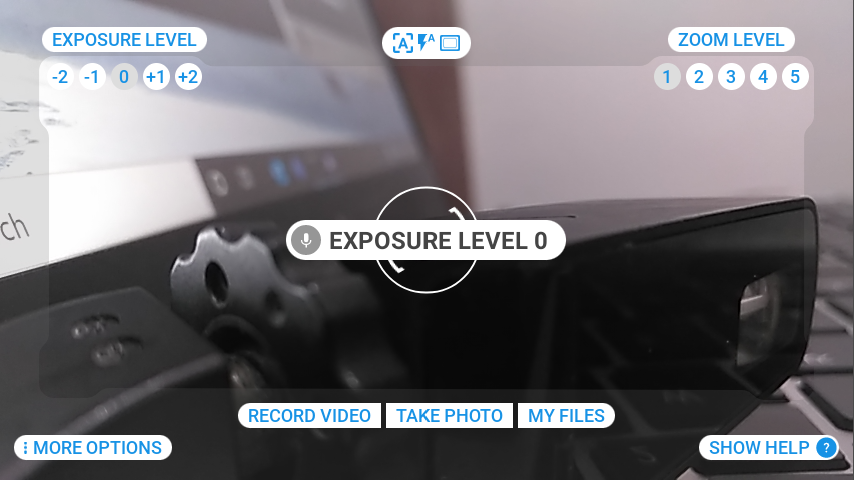 EXPOSURE LEVEL
ZOOM LEVEL
-2 -1 0 +1 +2
1 2 3 4 5
ch
EXPOSURE LEVEL 0
RECORD VIDEO TAKE PHOTO MY FILES
MORE OPTIONS
SHOW HELP ?